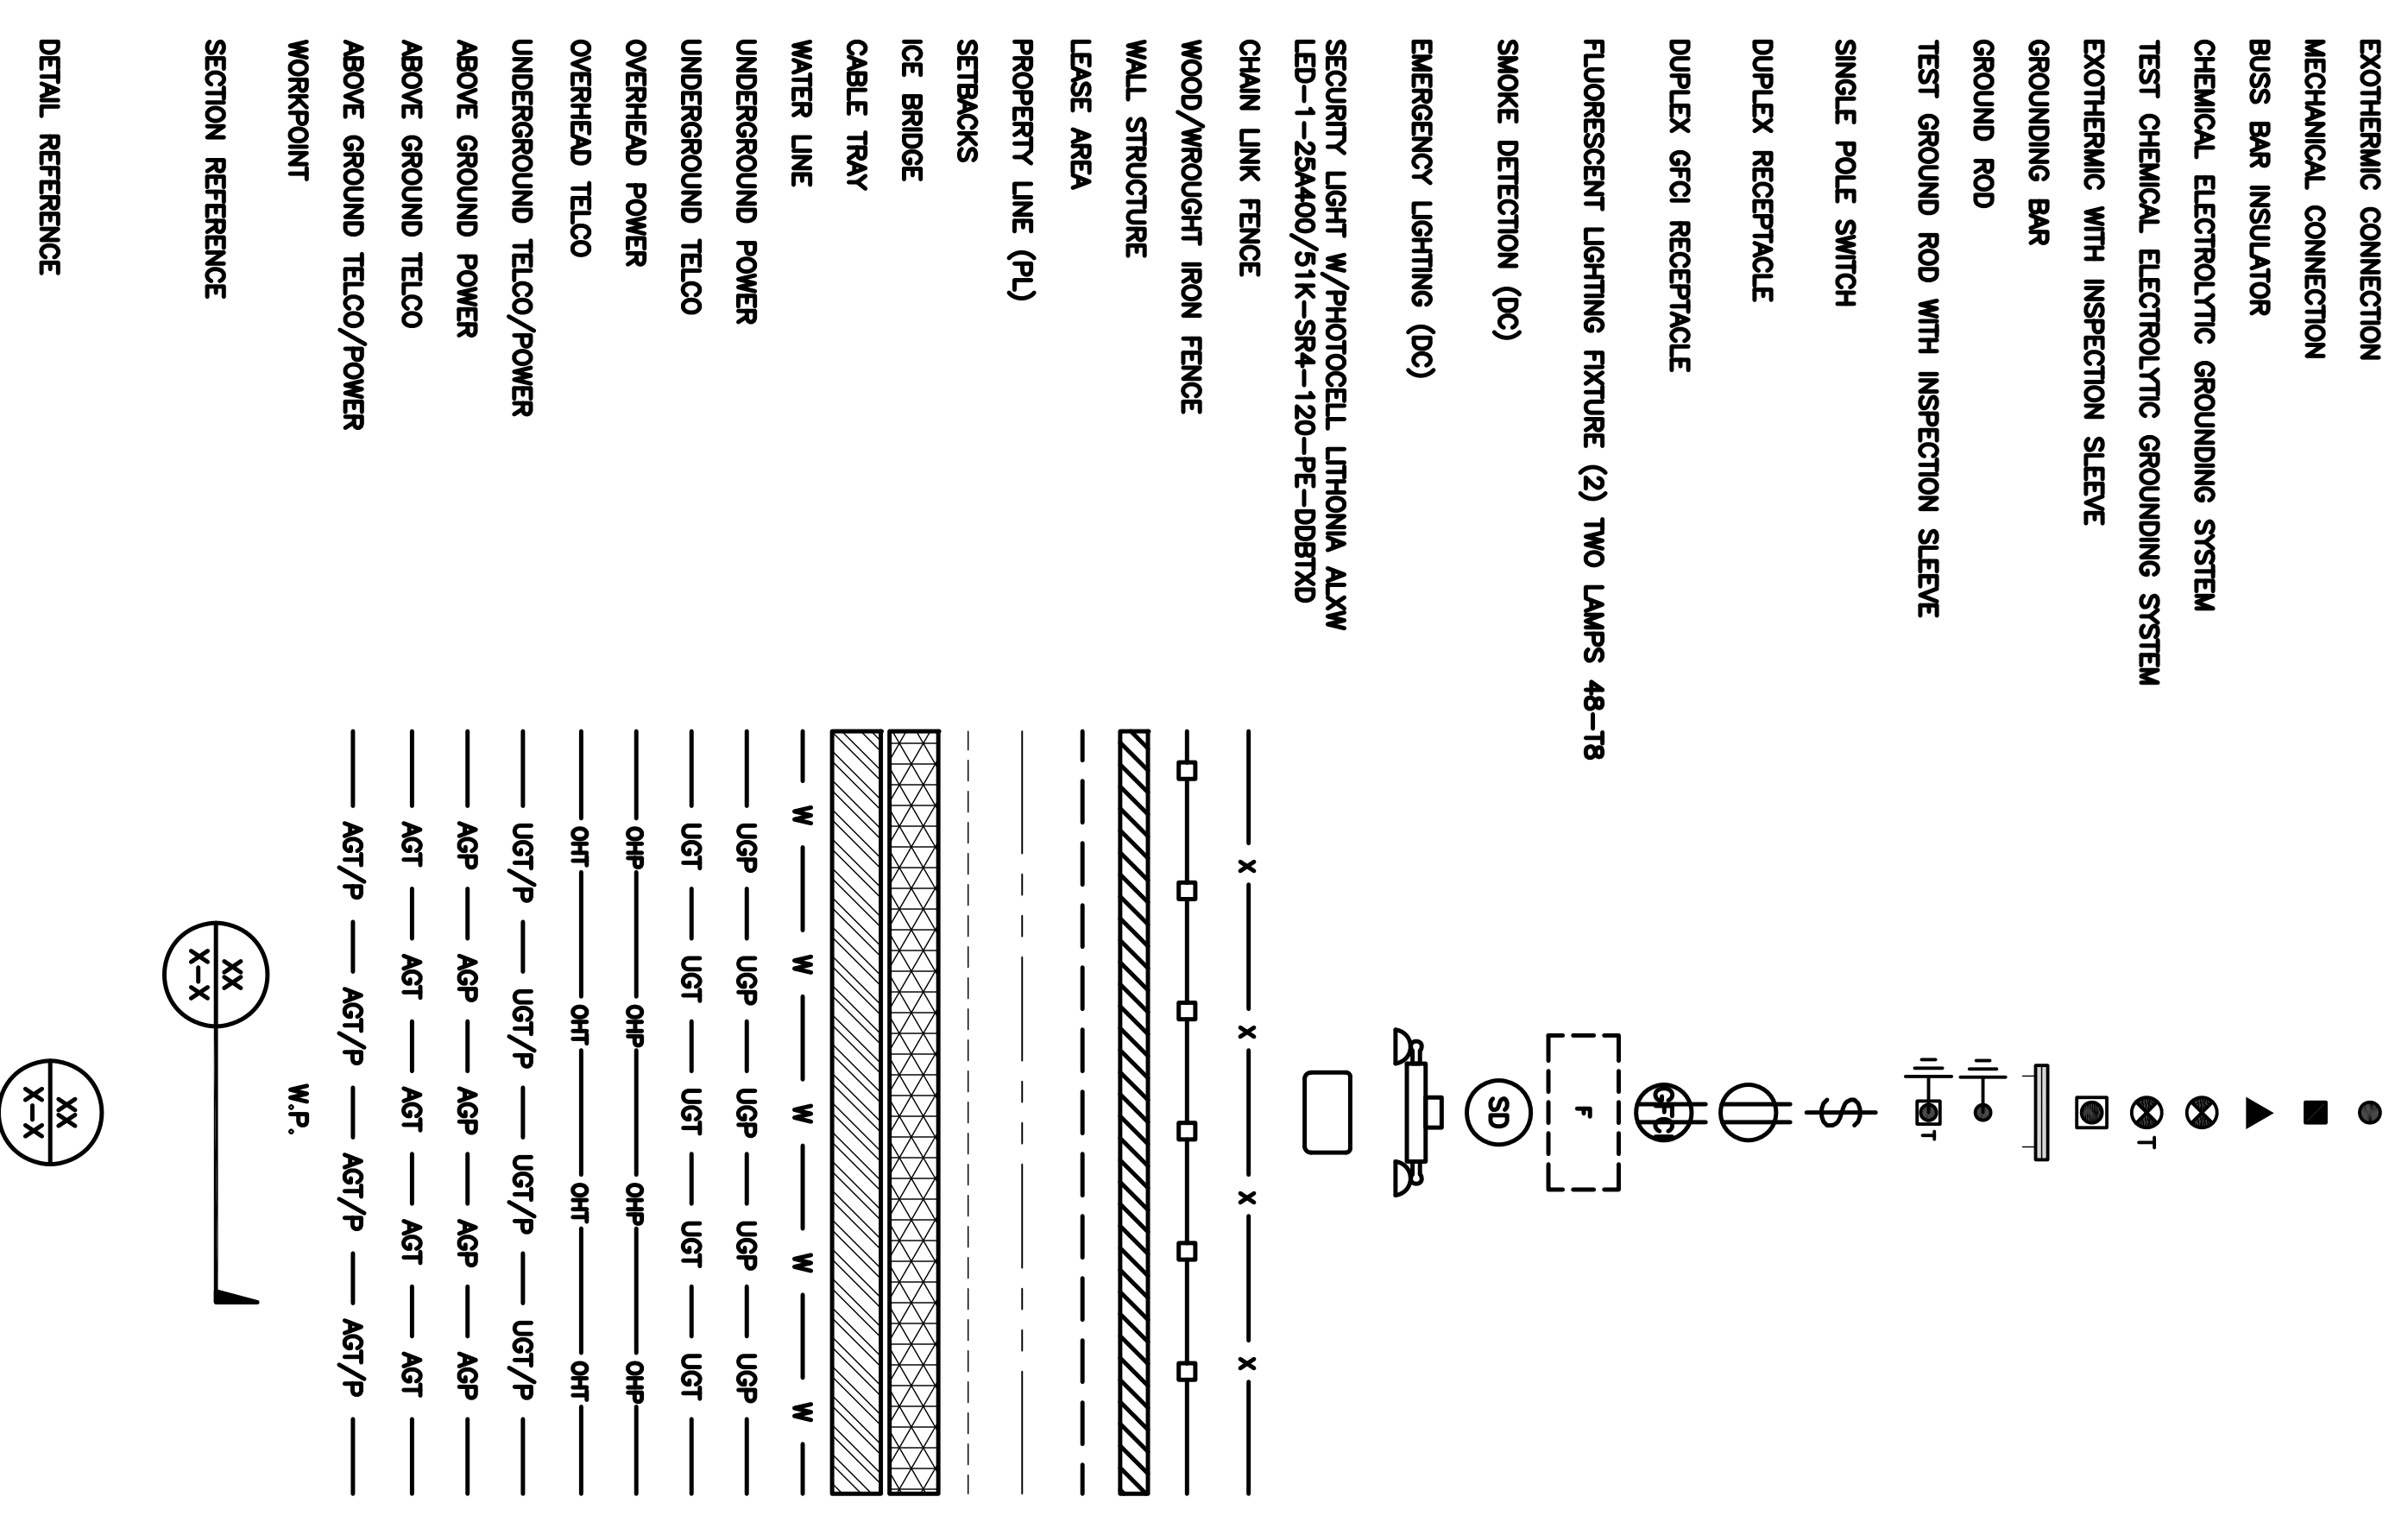 EXOTHERMIC CONNECTION
MECHANICAL CONNECTION
BUSS BAR INSULATOR
CHEMICAL ELECTROLYTIC GROUNDING SYSTEM
TEST CHEMICAL ELECTROLYTIC GROUNDING SYSTEM T
EXOTHERMIC WITH INSPECTION SLEEVE
GROUNDING BAR
GROUND ROD
TEST GROUND ROD WITH INSPECTION SLEEVE T
SINGLE POLE SWITCH $
DUPLEX RECEPTACLE
DUPLEX GFCI RECEPTACLE GFCI
FLUORESCENT LIGHTING FIXTURE (2) TWO LAMPS 48-T8 F
SMOKE DETECTION (DC) SD
EMERGENCY LIGHTING (DC)
SECURITY LIGHT W/PHOTOCELL LITHONIA ALXW
LED-1-25A400/51K-SR4-120-PE-DDBTXD
CHAIN LINK FENCE X X X X
WOOD/WROUGHT IRON FENCE
WALL STRUCTURE
LEASE AREA
PROPERTY LINE (PL)
SETBACKS
ICE BRIDGE
CABLE TRAY
WATER LINE W W W W W
UNDERGROUND POWER UGP UGP UGP UGP UGP
UNDERGROUND TELCO UGT UGT UGT UGT UGT
OVERHEAD POWER OHP OHP OHP OHP
OVERHEAD TELCO OHT OHT OHT OHT
UNDERGROUND TELCO/POWER UGT/P UGT/P UGT/P UGT/P
ABOVE GROUND POWER AGP AGP AGP AGP AGP
ABOVE GROUND TELCO AGT AGT AGT AGT AGT
ABOVE GROUND TELCO/POWER AGT/P AGT/P AGT/P AGT/P
WORKPOINT W.P.
SECTION REFERENCE XX
X-X
DETAIL REFERENCE XX
X-X